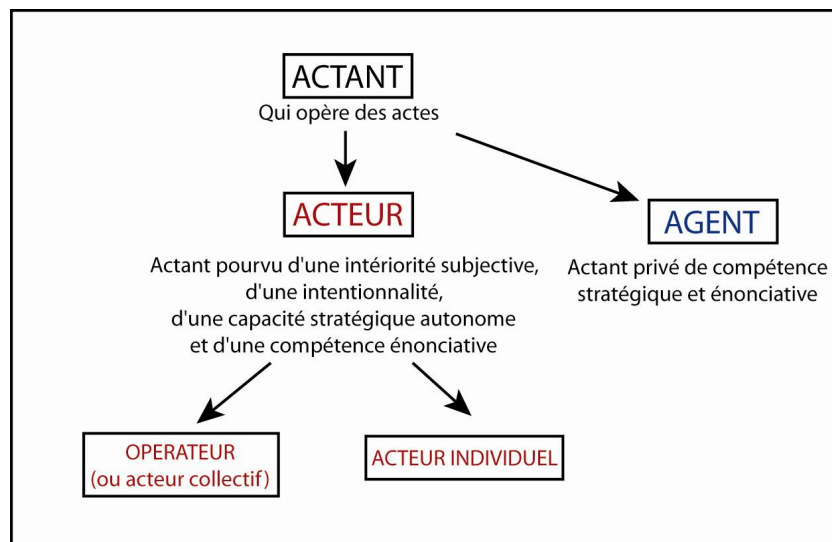 ACTANT
Qui opère des actes
ACTEUR
Actant pourvu d'une intériorité subjective,
d'une intentionnalité,
d'une capacité stratégique autonome
et d'une compétence énonciative
AGENT
Actant privé de compétence
stratégique et énonciative
OPERATEUR
(ou acteur collectif)
ACTEUR INDIVIDUEL